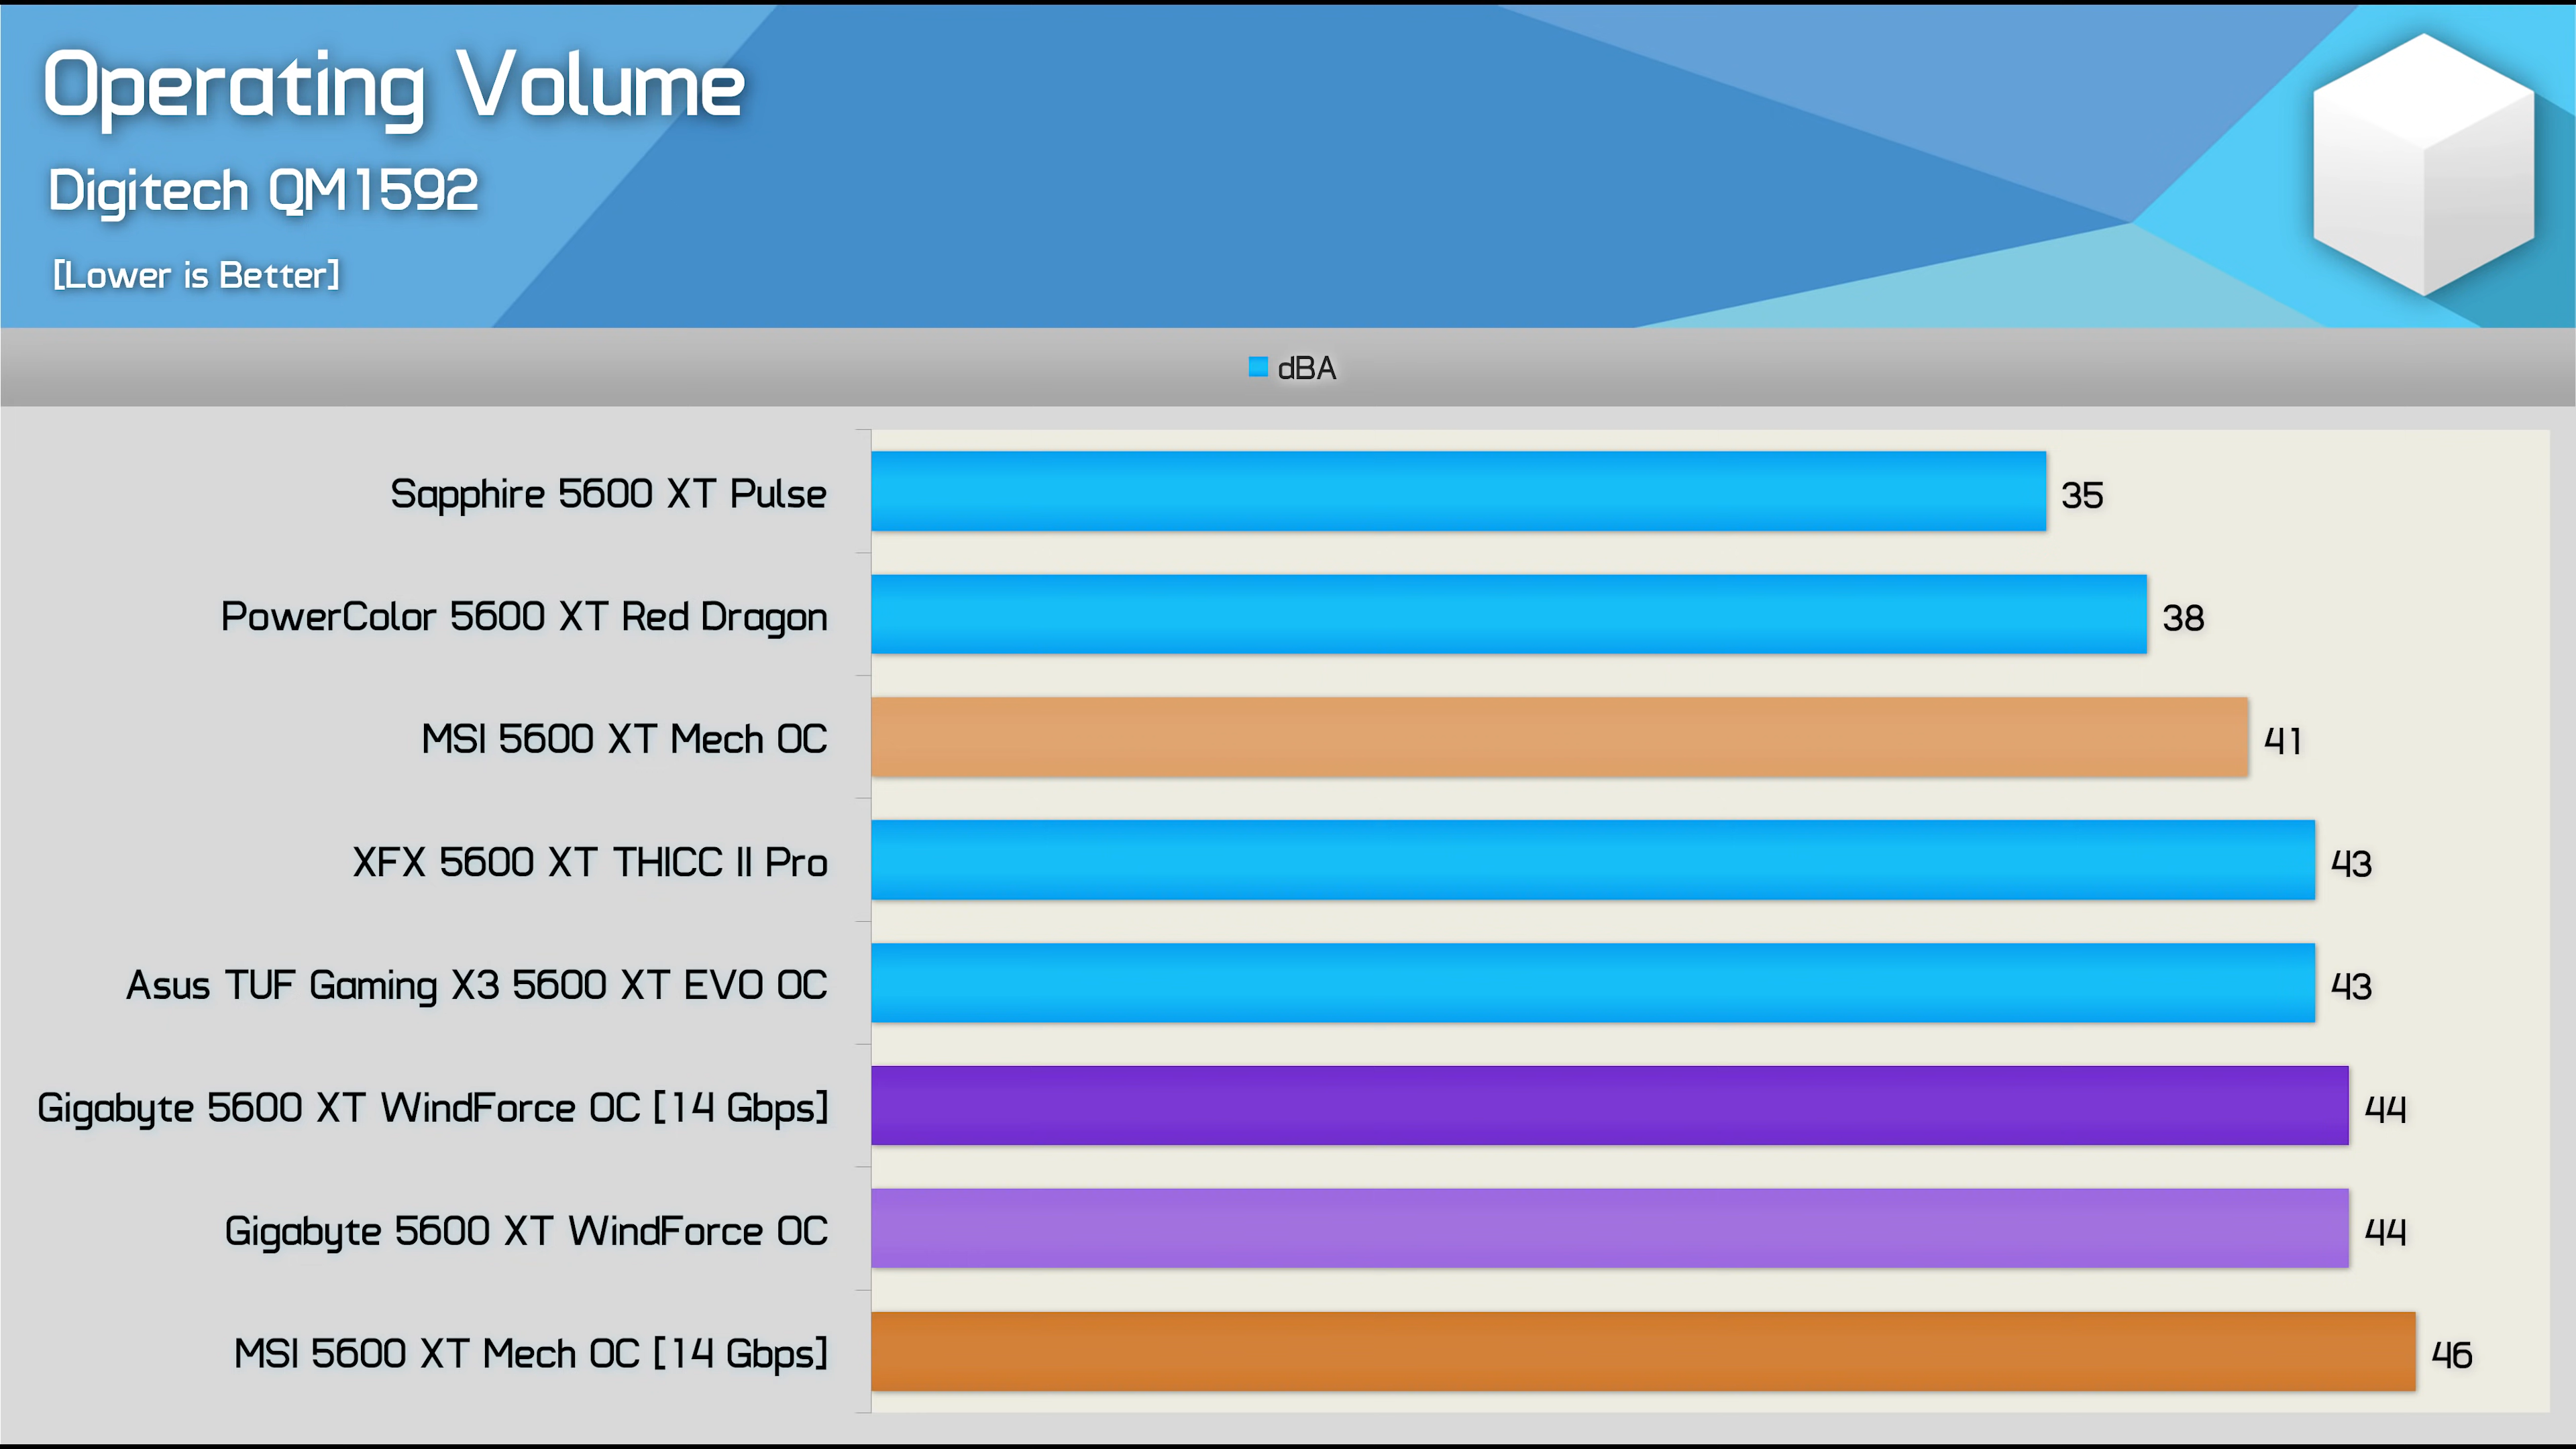 Operating Volume
Digitech QM1592
[Lower is Better]
dBA
Sapphire 5600 XT Pulse 35
PowerColor 5600 XT Red Dragon 38
MSI 5600 XT Mech OC 41
XFX 5600 XT THICC II Pro 43
Asus TUF Gaming X3 5600 XT EVO OC 43
Gigabyte 5600 XT WindForce OC [14 Gbps] 44
Gigabyte 5600 XT WindForce OC 44
MSI 5600 XT Mech OC [14 Gbps] 46